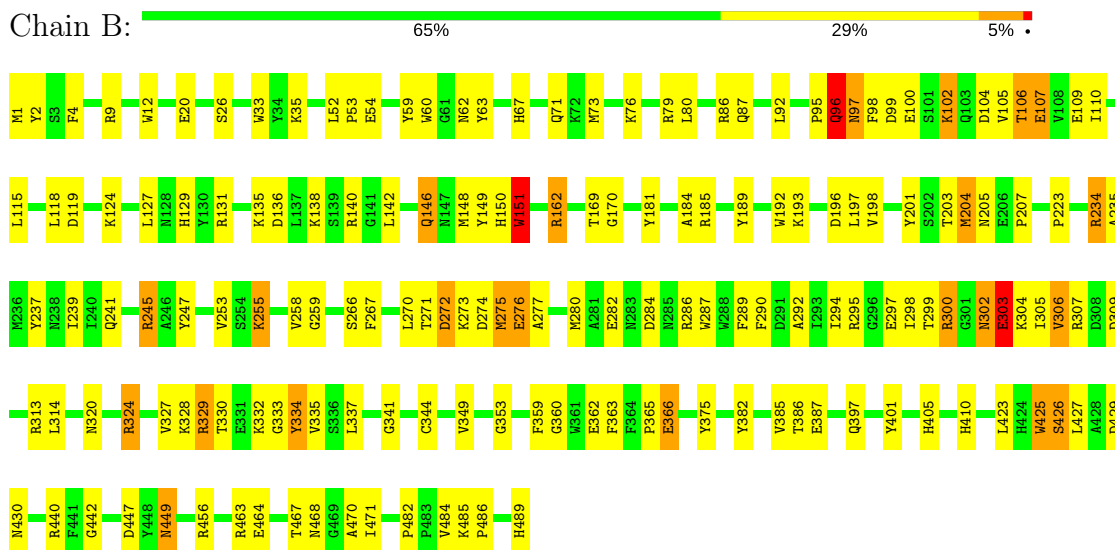 Chain B:
65% 29% 5% •
M1 Y2 S3 F4 R9 W12 E20 S26 W33 Y34 K35 L52 P53 E54 Y59 W60 G61 N62 Y63 H67 Q71 K72 M73 K76 R79 L80 R86 Q87 L92 P95 Q96 N97 F98 D99 E100 S101 K102 Q103 D104 V105 T106 E107 V108 E109 I110
L115 L118 D119 K124 L127 N128 H129 Y130 R131 K135 D136 L137 K138 S139 R140 G141 L142 Q146 N147 M148 Y149 H150 W151 R162 T169 G170 Y181 A184 R185 Y189 W192 K193 D196 L197 V198 Y201 S202 T203 M204 N205 E206 P207 P223 R234 A235
M236 Y237 N238 I239 I240 Q241 R245 A246 Y247 V253 S254 K255 V258 G259 S266 F267 L270 T271 D272 K273 D274 M275 E276 A277 M280 A281 E282 N283 D284 N285 R286 W287 W288 F289 F290 D291 A292 I293 I294 R295 G296 E297 I298 T299 R300 G301 N302 E303 K304 I305 V306 R307 D308 D309
R313 L314 N320 R324 V327 K328 R329 T330 E331 K332 G333 Y334 V335 S336 L337 G341 C344 V349 G353 F359 G360 W361 E362 F363 F364 P365 E366 Y375 Y382 V385 T386 E387 Q397 Y401 H405 H410 L423 H424 W425 S426 L427 A428 D429
N430 R440 F441 G442 D447 Y448 N449 R456 R463 E464 T467 N468 G469 A470 I471 P482 P483 V484 K485 P486 H489